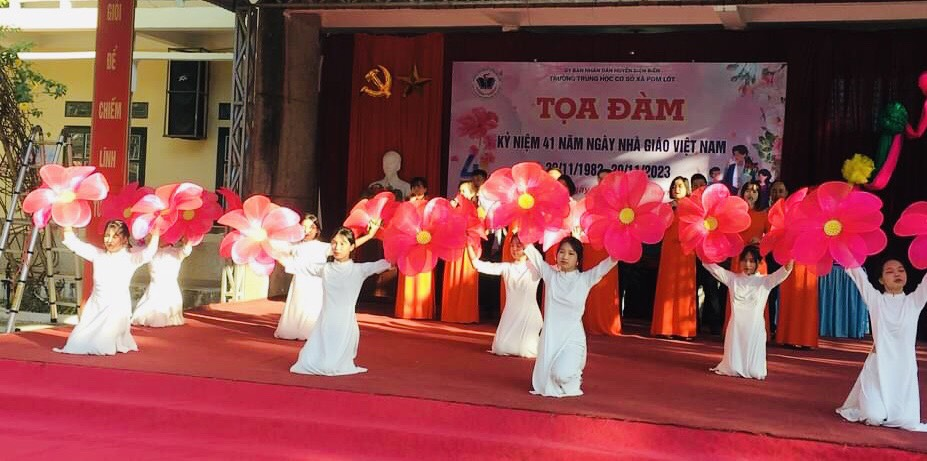 GIỎI
ĐỂ
CHIẾM
LĨNH
ỦY BAN NHÂN DÂN HUYỆN ĐIỆN BIÊN
TRƯỜNG TRUNG HỌC CƠ SỞ XÃ POM LÓT
TỌA ĐÀM
KỶ NIỆM 41 NĂM NGÀY NHÀ GIÁO VIỆT NAM
20/11/1982-20/11/2023